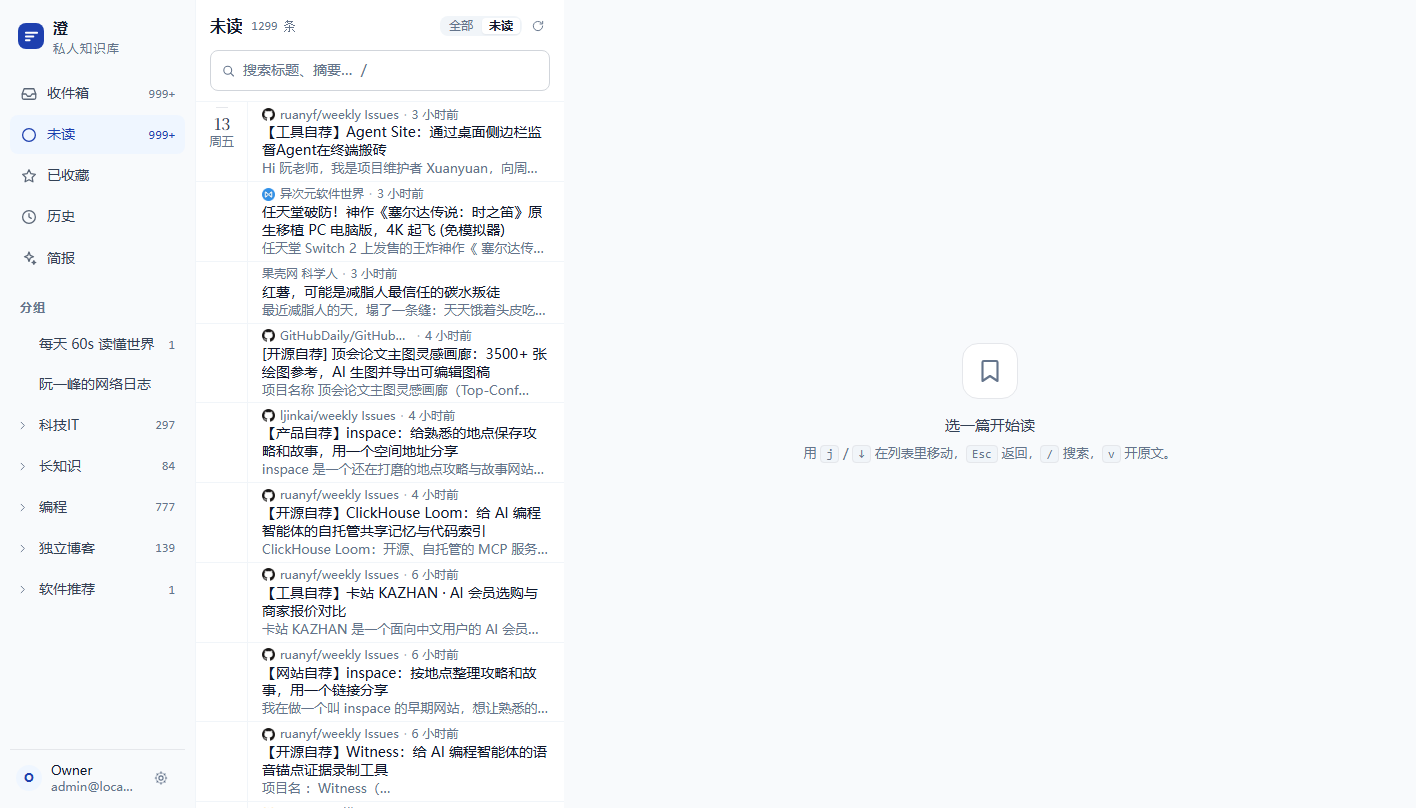 澄
私人知识库
收件箱 999+
未读 999+
已收藏
历史
简报
分组
每天 60s 读懂世界 1
阮一峰的网络日志
科技IT 297
长知识 84
编程 777
独立博客 139
软件推荐 1
O
Owner
admin@loca...
未读 1299 条
全部 未读
搜索标题、摘要... /
13
周五
ruanyf/weekly Issues · 3 小时前
【工具自荐】Agent Site：通过桌面侧边栏监
督Agent在终端搬砖
Hi 阮老师，我是项目维护者 Xuanyuan，向周...
异次元软件世界 · 3 小时前
任天堂破防！神作《塞尔达传说：时之笛》原
生移植 PC 电脑版，4K 起飞 (免模拟器)
任天堂 Switch 2 上发售的王炸神作《 塞尔达传...
果壳网 科学人 · 3 小时前
红薯，可能是减脂人最信任的碳水叛徒
最近减脂人的天，塌了一条缝：天天饿着头皮吃...
GitHubDaily/GitHub... · 4 小时前
[开源自荐] 顶会论文主图灵感画廊：3500+ 张
绘图参考，AI 生图并导出可编辑图稿
项目名称 顶会论文主图灵感画廊（Top-Conf...
ljinkai/weekly Issues · 4 小时前
【产品自荐】inspace：给熟悉的地点保存攻
略和故事，用一个空间地址分享
inspace 是一个还在打磨的地点攻略与故事网站...
ruanyf/weekly Issues · 4 小时前
【开源自荐】ClickHouse Loom：给 AI 编程
智能体的自托管共享记忆与代码索引
ClickHouse Loom：开源、自托管的 MCP 服务...
ruanyf/weekly Issues · 6 小时前
【工具自荐】卡站 KAZHAN · AI 会员选购与
商家报价对比
卡站 KAZHAN 是一个面向中文用户的 AI 会员...
ruanyf/weekly Issues · 6 小时前
【网站自荐】inspace：按地点整理攻略和故
事，用一个链接分享
我在做一个叫 inspace 的早期网站，想让熟悉的...
ruanyf/weekly Issues · 6 小时前
【开源自荐】Witness：给 AI 编程智能体的语
音锚点证据录制工具
项目名 ：Witness（...
选一篇开始读
用 j / ↓ 在列表里移动，Esc 返回，/ 搜索，v 开原文。